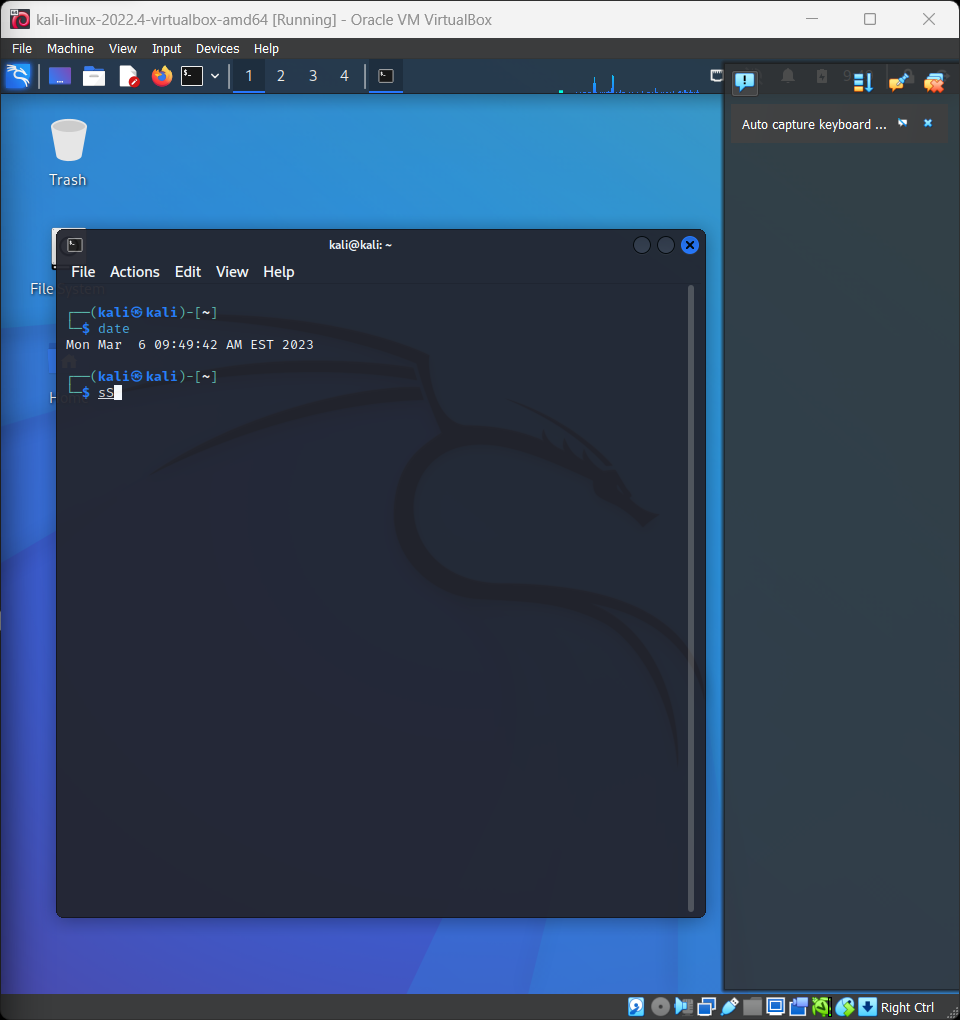 kali-linux-2022.4-virtualbox-amd64 [Running] - Oracle VM VirtualBox
File Machine View Input Devices Help
1 2 3 4
Auto capture keyboard ...
Trash
kali@kali: ~
File Actions Edit View Help
File System
┌──(kali㉿kali)-[~]
└─$ date
Mon Mar  6 09:49:42 AM EST 2023
┌──(kali㉿kali)-[~]
└─$ sS
Right Ctrl